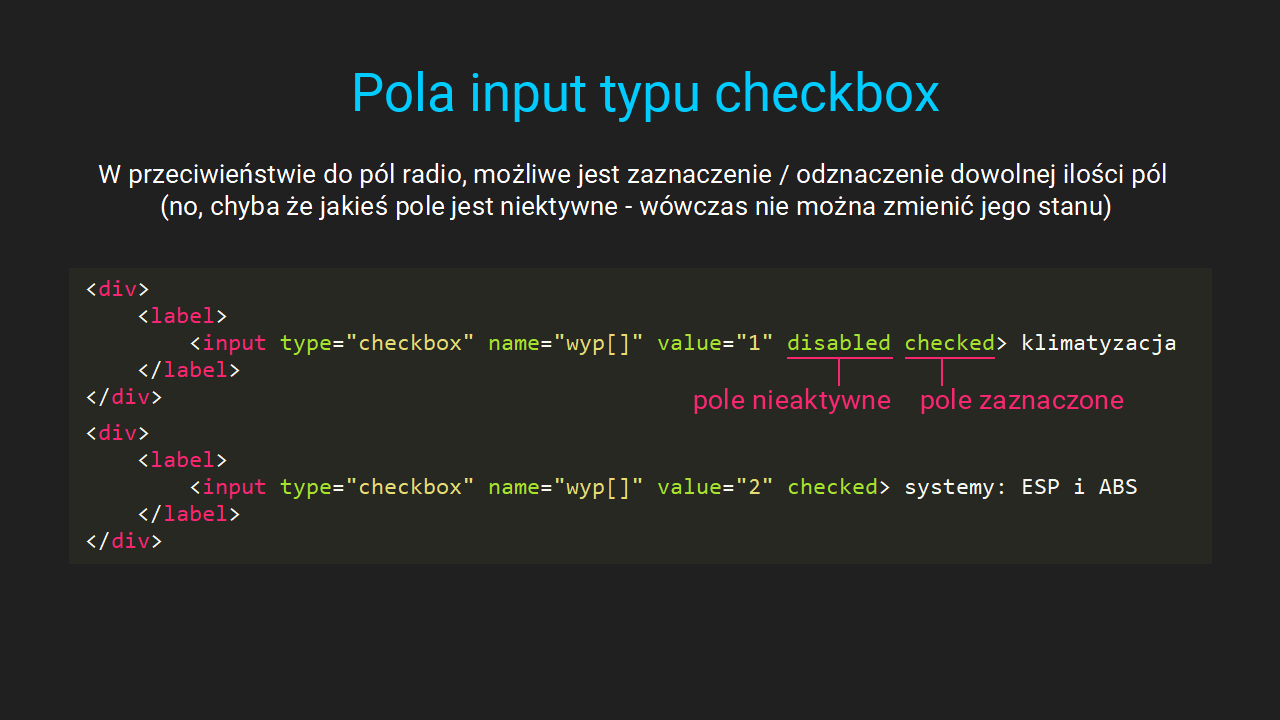 Pola input typu checkbox
W przeciwieństwie do pól radio, możliwe jest zaznaczenie / odznaczenie dowolnej ilości pól
(no, chyba że jakieś pole jest niektywne - wówczas nie można zmienić jego stanu)
<div>
<label>
<input type="checkbox" name="wyp[]" value="1" disabled checked> klimatyzacja
</label>
</div>
pole nieaktywne pole zaznaczone
<div>
<label>
<input type="checkbox" name="wyp[]" value="2" checked> systemy: ESP i ABS
</label>
</div>